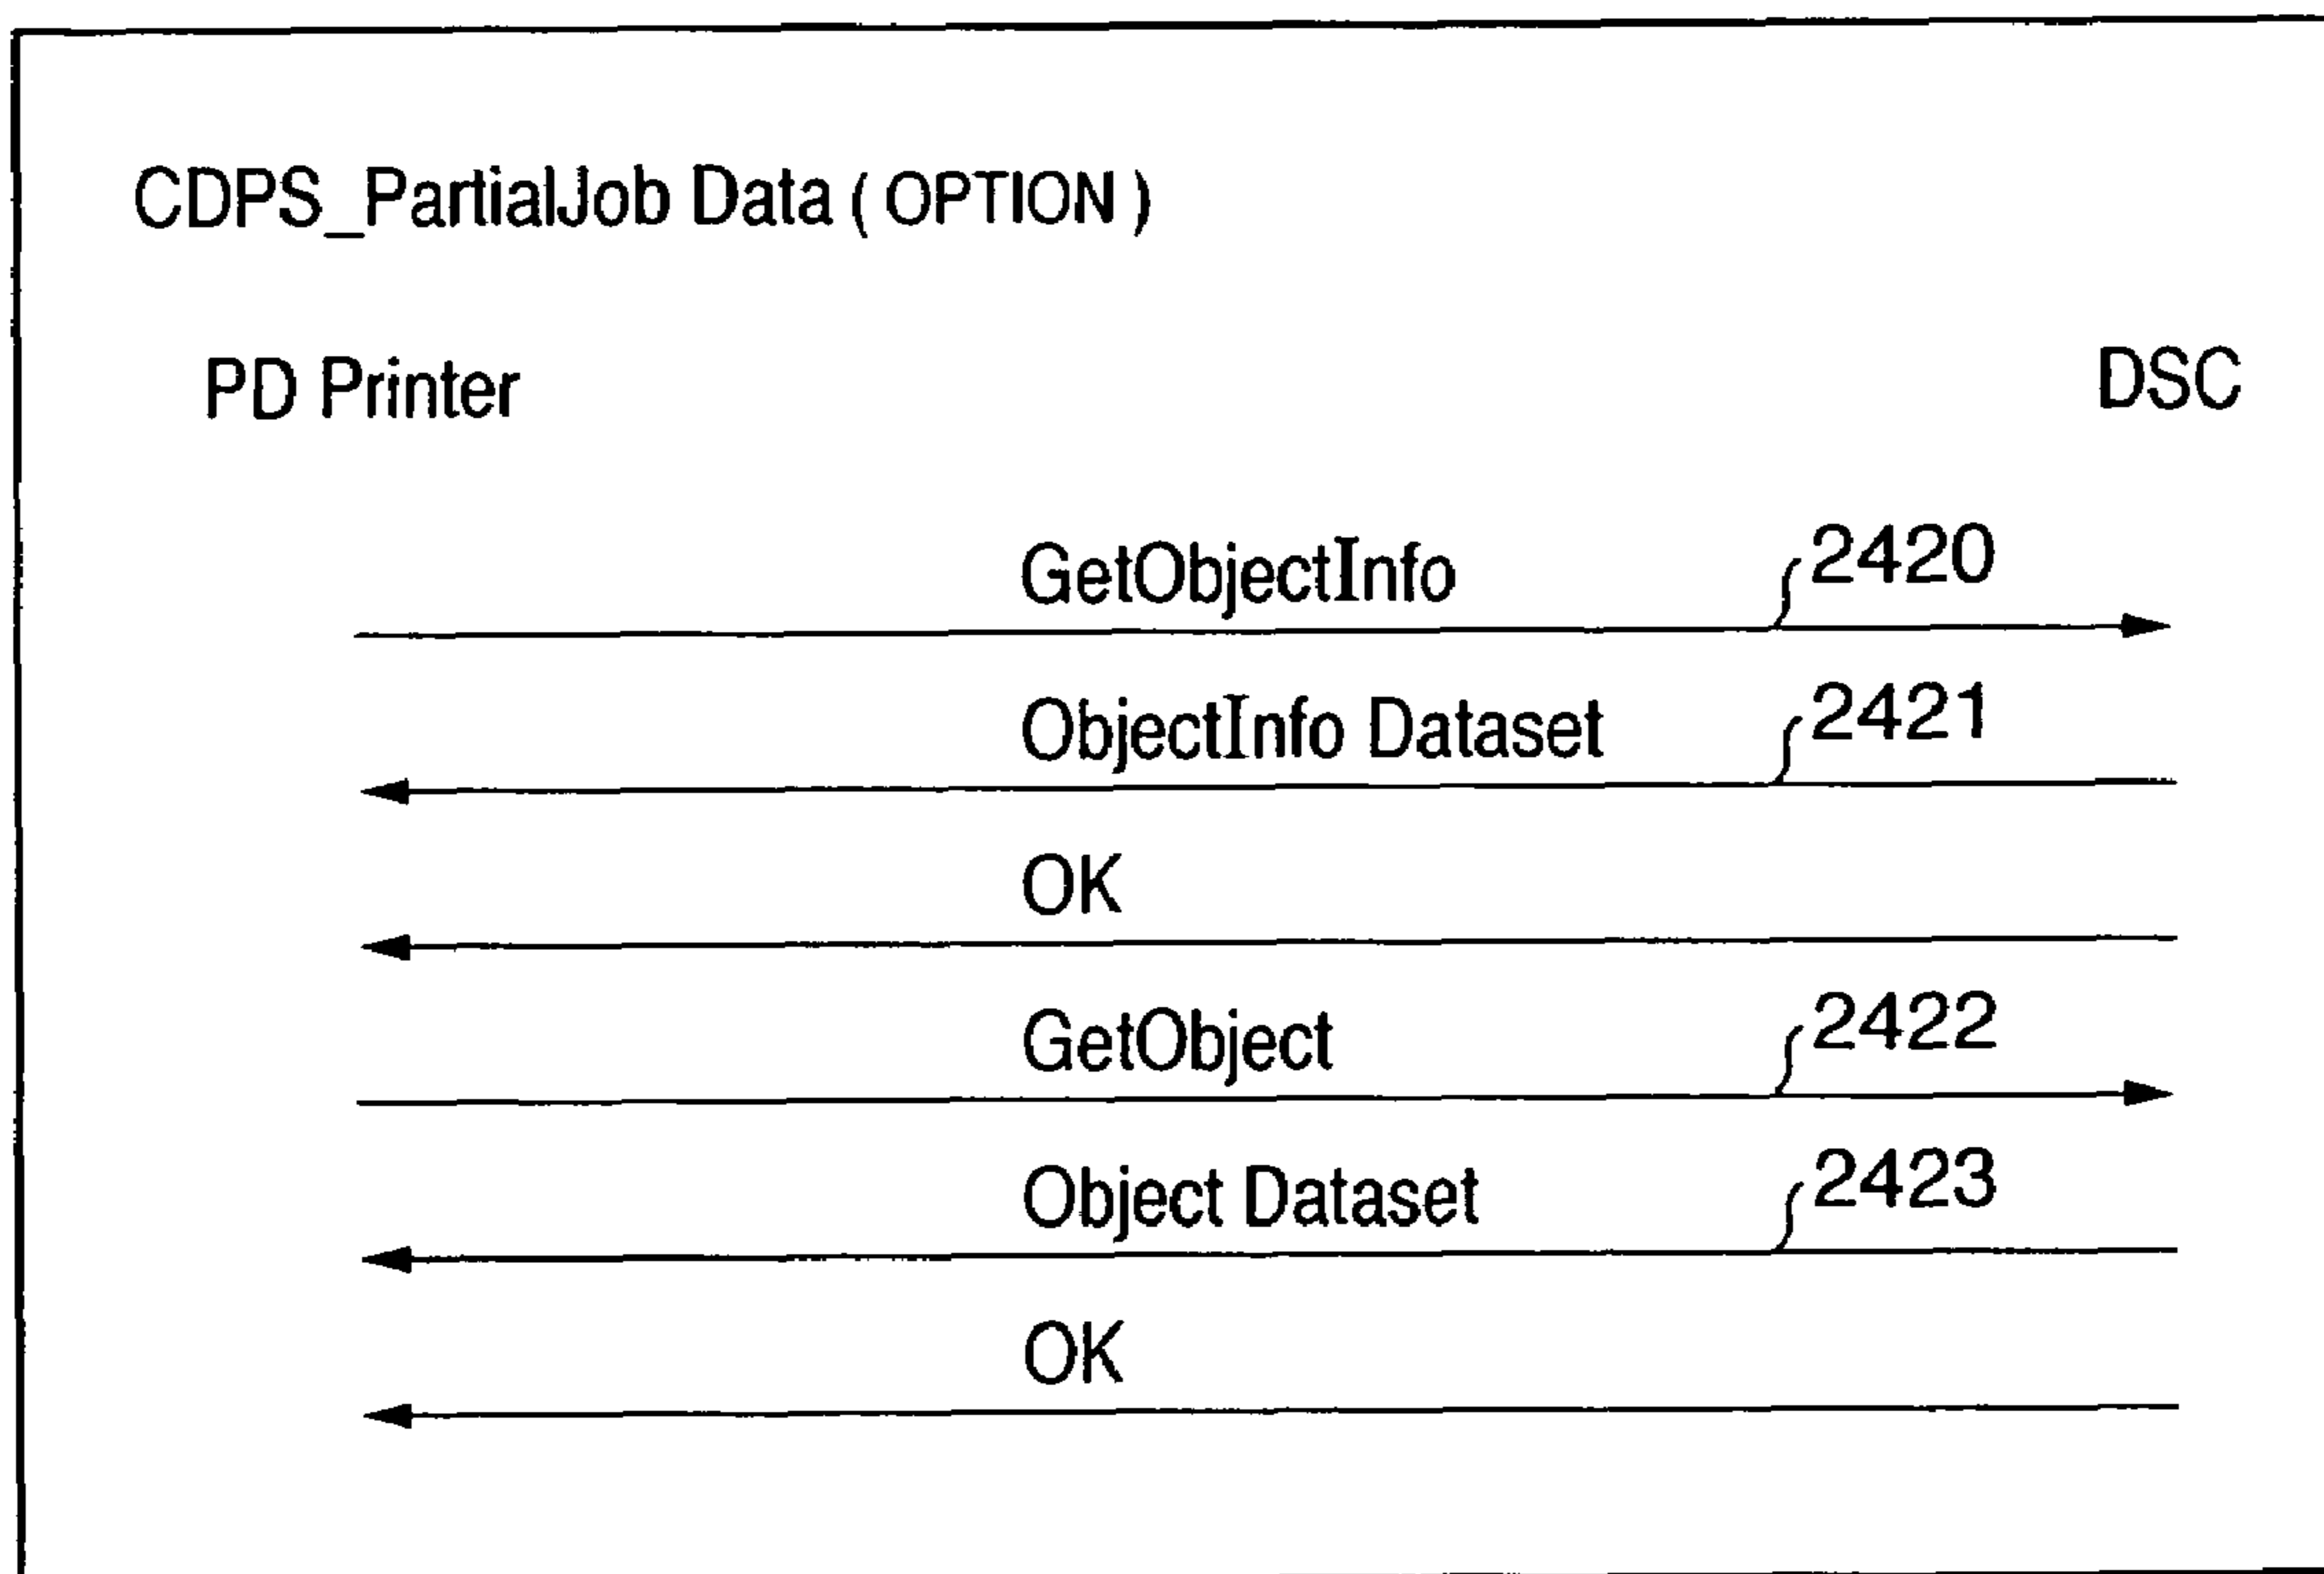 CDPS_PartialJob Data ( OPTION )
PD Printer DSC
GetObjectInfo 2420
ObjectInfo Dataset 2421
OK
GetObject 2422
Object Dataset 2423
OK